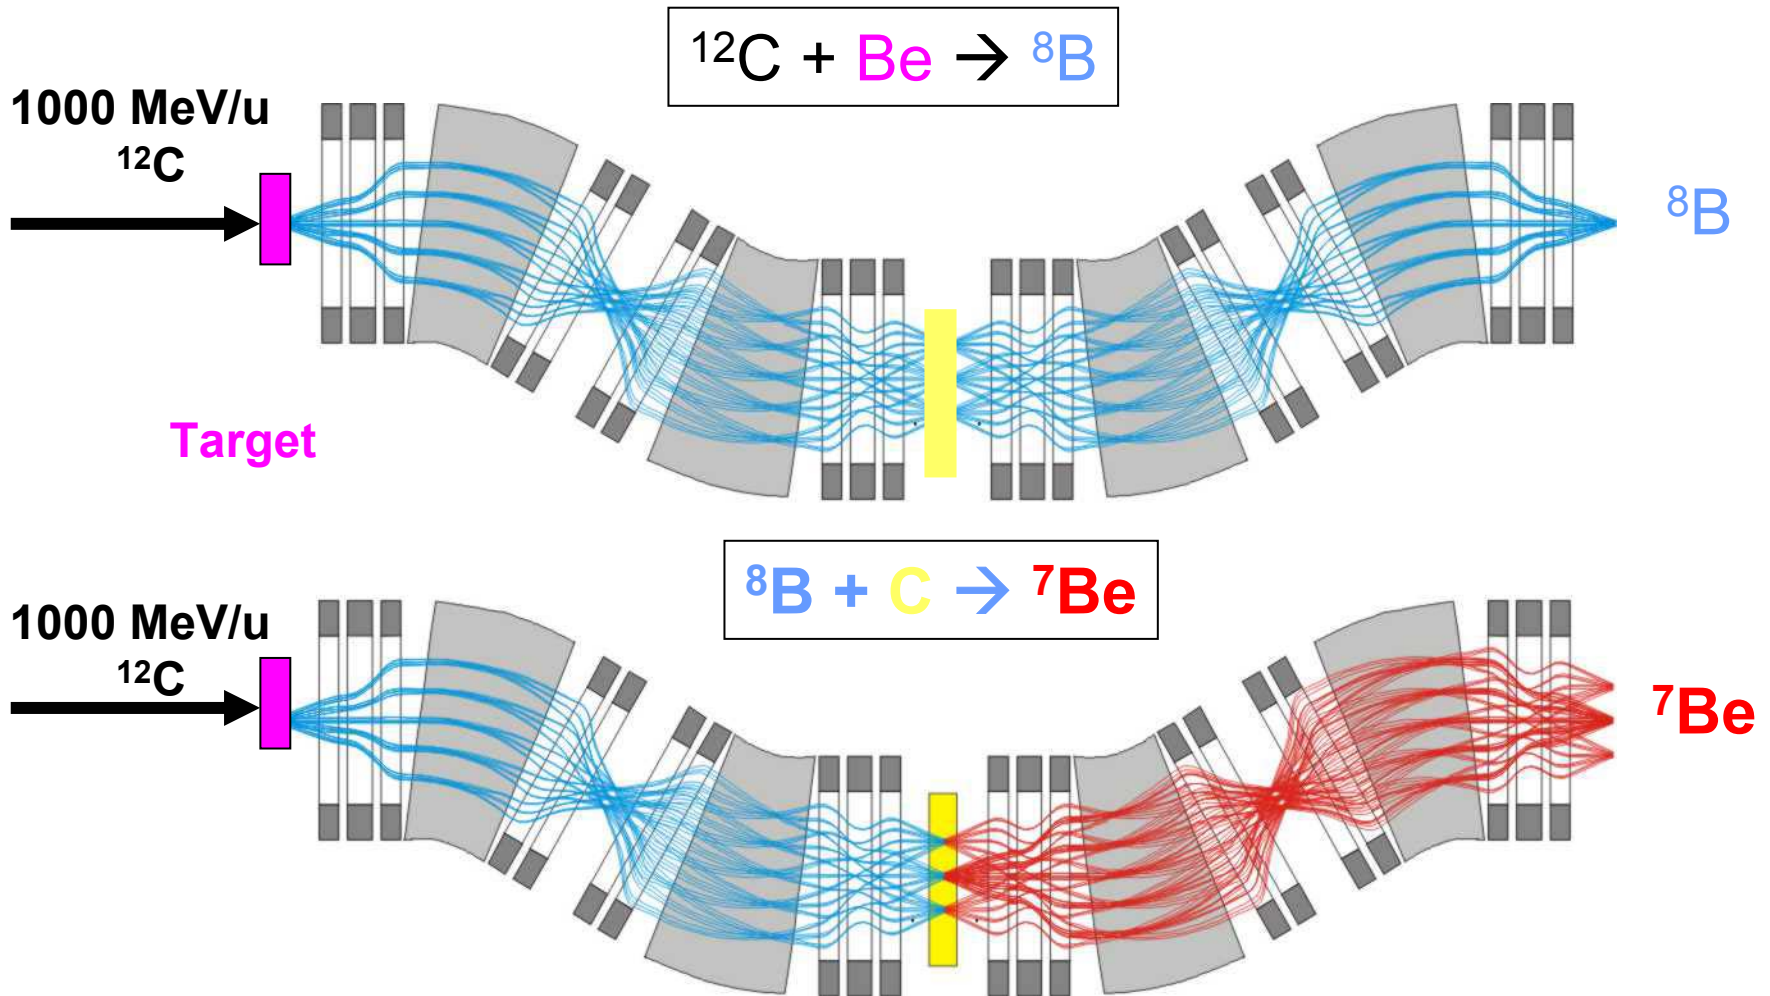 ¹²C + Be → ⁸B
1000 MeV/u
¹²C
⁸B
Target
⁸B + C → ⁷Be
1000 MeV/u
¹²C
⁷Be